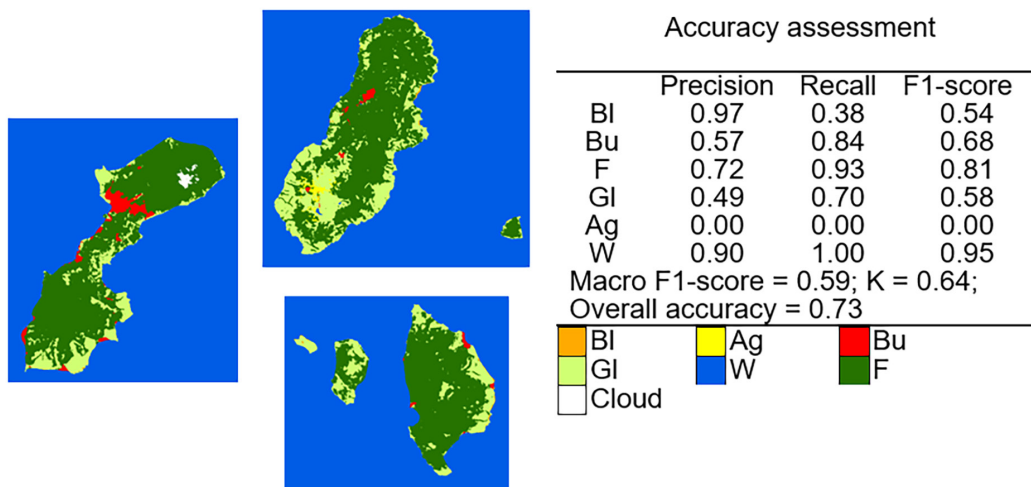 Accuracy assessment
Precision Recall F1-score
Bl 0.97 0.38 0.54
Bu 0.57 0.84 0.68
F 0.72 0.93 0.81
Gl 0.49 0.70 0.58
Ag 0.00 0.00 0.00
W 0.90 1.00 0.95
Macro F1-score = 0.59; K = 0.64;
Overall accuracy = 0.73
Bl Ag Bu
Gl W F
Cloud